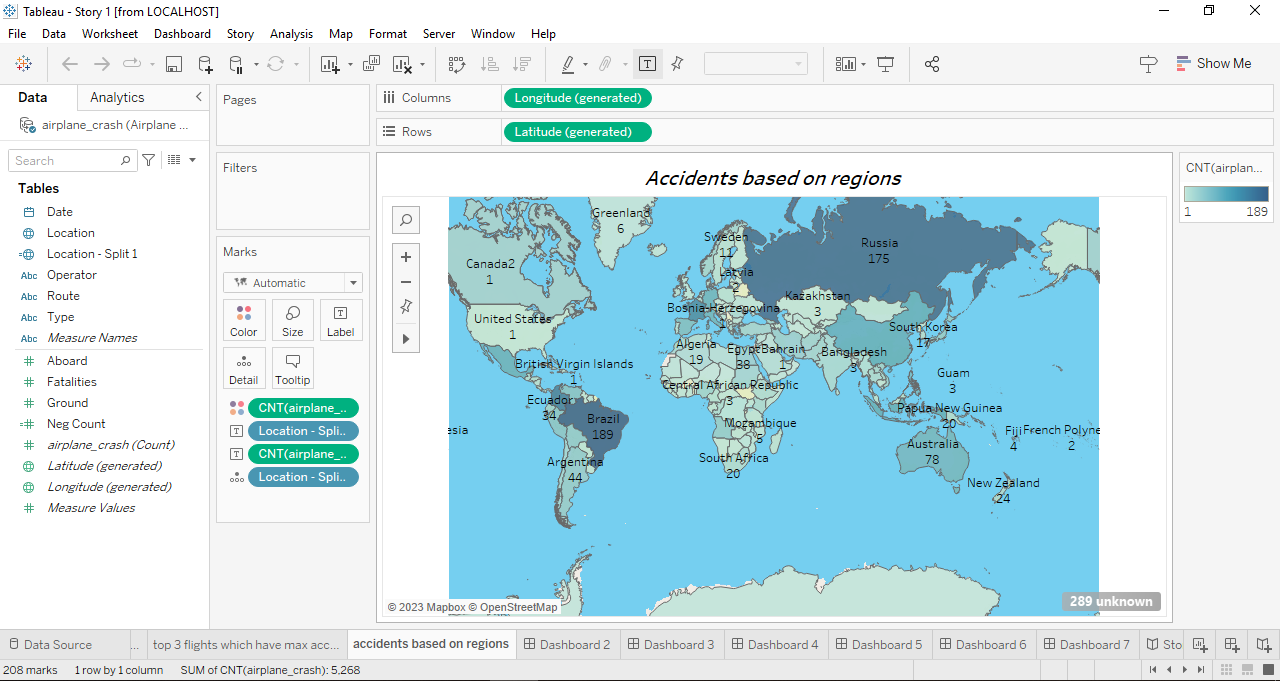 Tableau - Story 1 [from LOCALHOST]
File Data Worksheet Dashboard Story Analysis Map Format Server Window Help
Show Me
Data Analytics
airplane_crash (Airplane ...
Search
Tables
Date
Location
Location - Split 1
Abc Operator
Abc Route
Abc Type
Abc Measure Names
Aboard
Fatalities
Ground
Neg Count
airplane_crash (Count)
Latitude (generated)
Longitude (generated)
Measure Values
Pages
Filters
Marks
Automatic
Color Size Label
Detail Tooltip
CNT(airplane_..
Location - Spli..
CNT(airplane_..
Location - Spli..
Columns Longitude (generated)
Rows Latitude (generated)
Accidents based on regions
Greenland
6
Sweden
11
Russia
175
Canada2
1
Latvia
2
Kazakhstan
3
Bosnia-Herzegovina
1
United States
1
South Korea
17
Algeria
19
Egypt
38
Bahrain
1
Bangladesh
3
British Virgin Islands
1
Guam
3
Central African Republic
3
Ecuador
34
Papua New Guinea
20
Brazil
189
Mozambique
5
esia
Fiji
4
French Polyne
2
Australia
78
South Africa
20
Argentina
44
New Zealand
24
© 2023 Mapbox © OpenStreetMap
289 unknown
CNT(airplan...
1 189
Data Source ... top 3 flights which have max acc... accidents based on regions Dashboard 2 Dashboard 3 Dashboard 4 Dashboard 5 Dashboard 6 Dashboard 7 Sto
208 marks 1 row by 1 column SUM of CNT(airplane_crash): 5,268